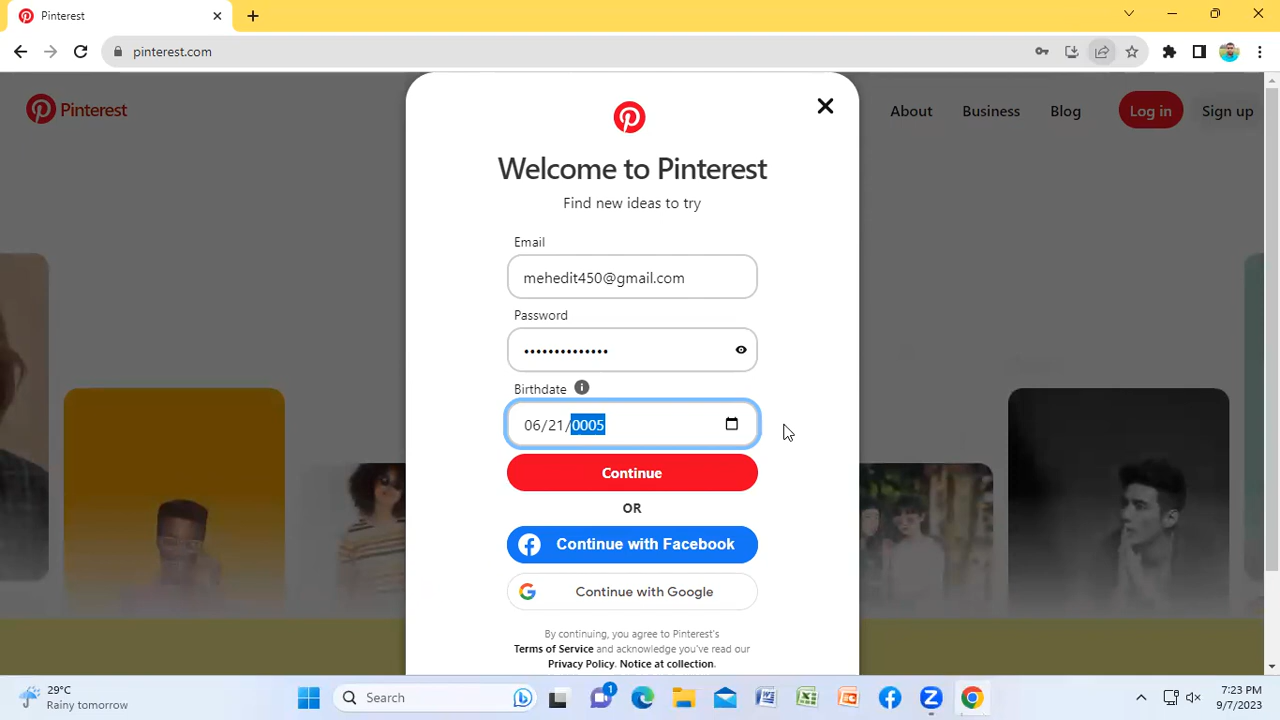 Pinterest
pinterest.com
Pinterest
About Business Blog Log in Sign up
Welcome to Pinterest
Find new ideas to try
Email
mehedit450@gmail.com
Password
••••••••••••••
Birthdate
06/21/0005
Continue
OR
Continue with Facebook
Continue with Google
By continuing, you agree to Pinterest's
Terms of Service and acknowledge you've read our
Privacy Policy. Notice at collection.
29°C
Rainy tomorrow
Search
1
7:23 PM
9/7/2023